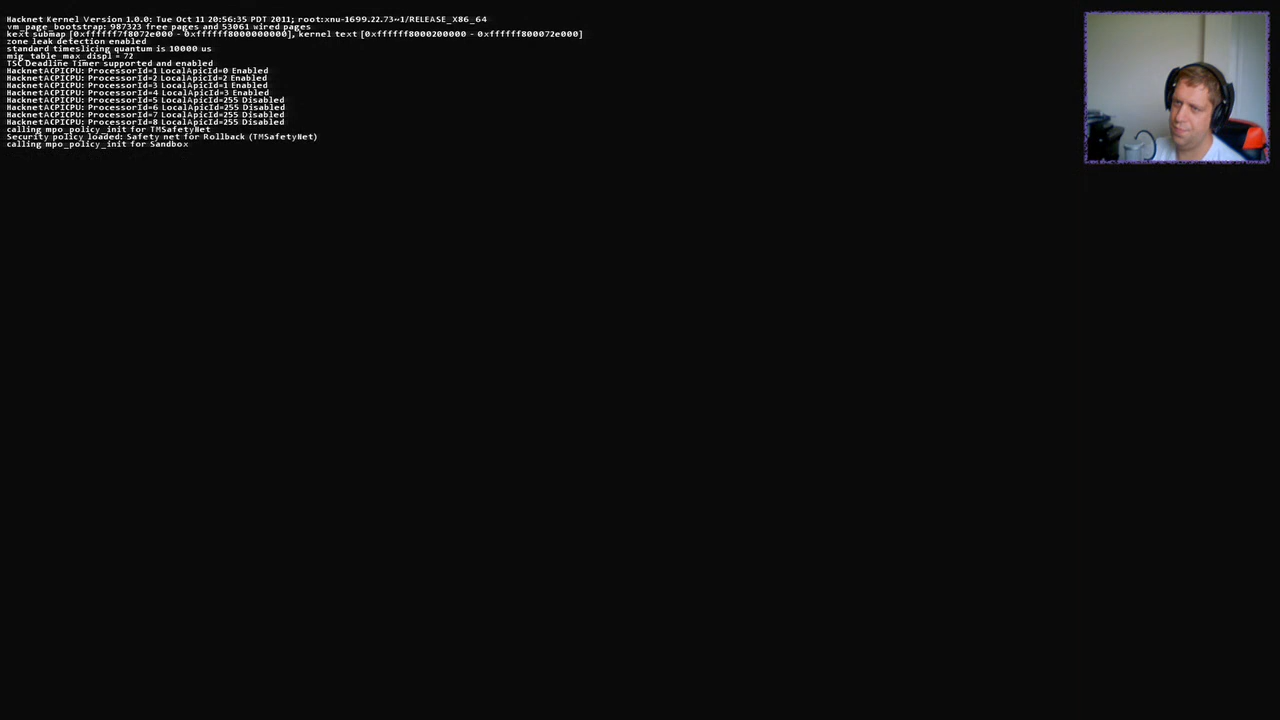 Hacknet Kernel Version 1.0.0: Tue Oct 11 20:56:35 PDT 2011; root:xnu-1699.22.73~1/RELEASE_X86_64
vm_page_bootstrap: 987323 free pages and 53061 wired pages
kext submap [0xffffff7f8072e000 - 0xffffff8000000000], kernel text [0xffffff8000200000 - 0xffffff800072e000]
zone leak detection enabled
standard timeslicing quantum is 10000 us
mig_table_max_displ = 72
TSC Deadline Timer supported and enabled
HacknetACPICPU: ProcessorId=1 LocalApicId=0 Enabled
HacknetACPICPU: ProcessorId=2 LocalApicId=2 Enabled
HacknetACPICPU: ProcessorId=3 LocalApicId=1 Enabled
HacknetACPICPU: ProcessorId=4 LocalApicId=3 Enabled
HacknetACPICPU: ProcessorId=5 LocalApicId=255 Disabled
HacknetACPICPU: ProcessorId=6 LocalApicId=255 Disabled
HacknetACPICPU: ProcessorId=7 LocalApicId=255 Disabled
HacknetACPICPU: ProcessorId=8 LocalApicId=255 Disabled
calling mpo_policy_init for TMSafetyNet
Security policy loaded: Safety net for Rollback (TMSafetyNet)
calling mpo_policy_init for Sandbox